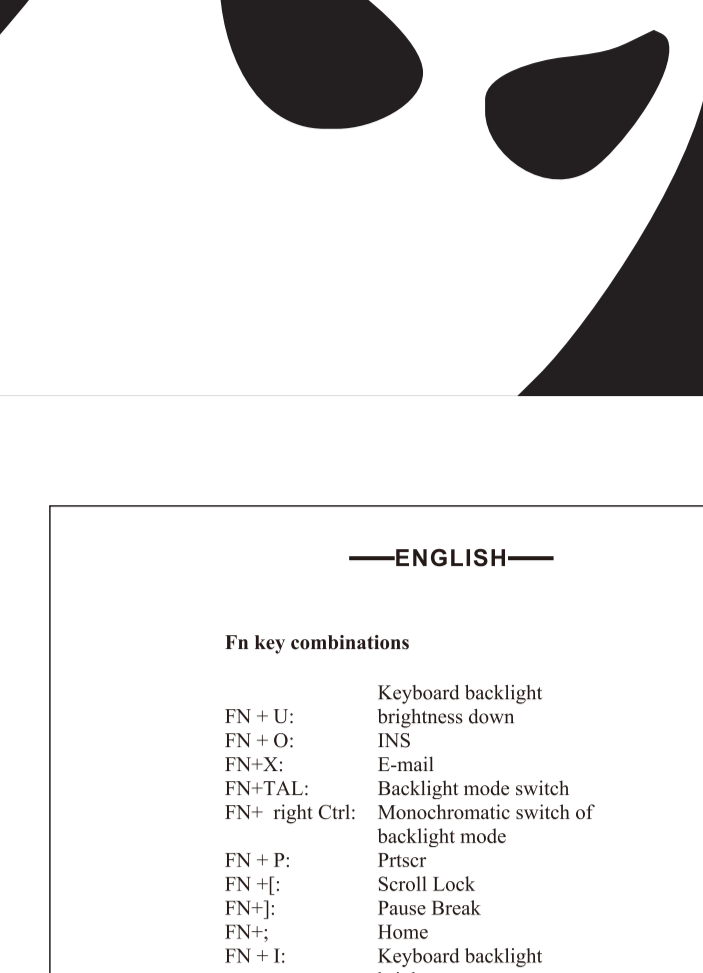 ENGLISH
Fn key combinations
Keyboard backlight
FN + U: brightness down
FN + O: INS
FN+X: E-mail
FN+TAL: Backlight mode switch
FN+ right Ctrl: Monochromatic switch of
backlight mode
FN + P: Prtscr
FN +[: Scroll Lock
FN+]: Pause Break
FN+; Home
FN + I: Keyboard backlight